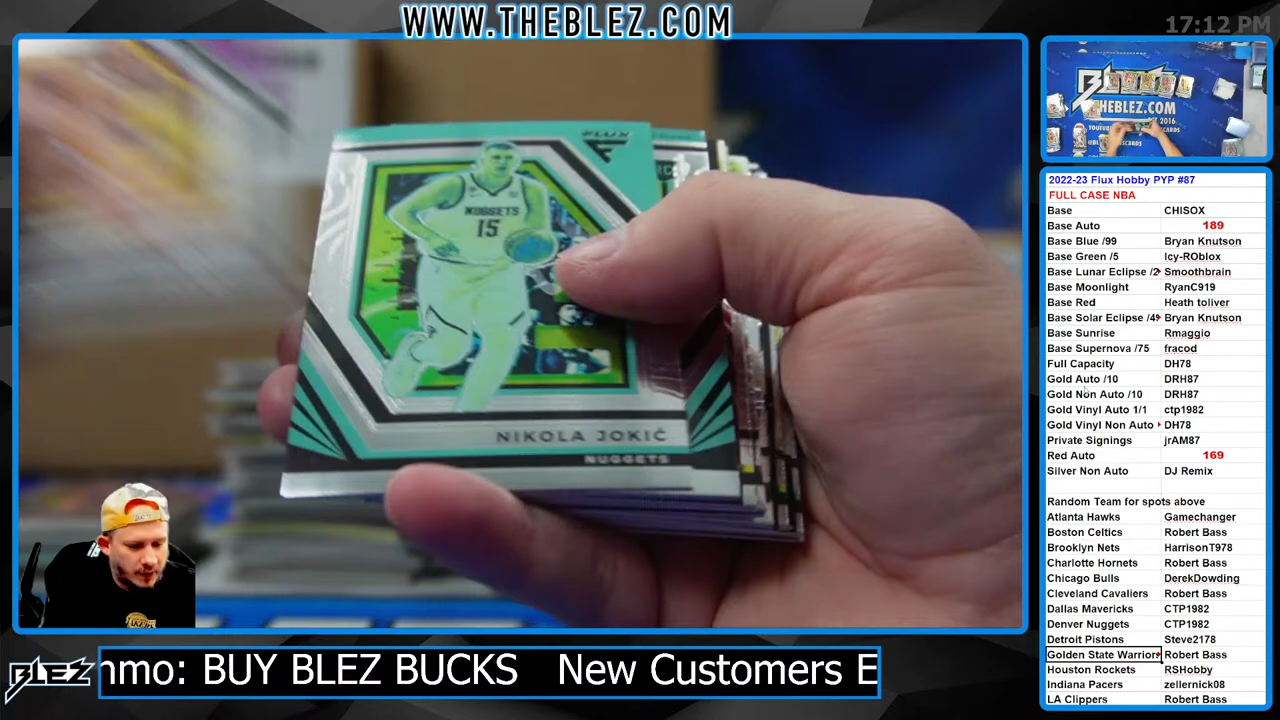 WWW.THEBLEZ.COM
17:12 PM
BLEZ
THEBLEZ.COM
FLUX
NUGGETS
15
NIKOLA JOKIĆ
NUGGETS
2022-23 Flux Hobby PYP #87
FULL CASE NBA
Base CHISOX
Base Auto 189
Base Blue /99 Bryan Knutson
Base Green /5 Icy-ROblox
Base Lunar Eclipse /2 Smoothbrain
Base Moonlight RyanC919
Base Red Heath toliver
Base Solar Eclipse /49 Bryan Knutson
Base Sunrise Rmaggio
Base Supernova /75 fracod
Full Capacity DH78
Gold Auto /10 DRH87
Gold Non Auto /10 DRH87
Gold Vinyl Auto 1/1 ctp1982
Gold Vinyl Non Auto DH78
Private Signings jrAM87
Red Auto 169
Silver Non Auto DJ Remix
Random Team for spots above
Atlanta Hawks Gamechanger
Boston Celtics Robert Bass
Brooklyn Nets HarrisonT978
Charlotte Hornets Robert Bass
Chicago Bulls DerekDowding
Cleveland Cavaliers Robert Bass
Dallas Mavericks CTP1982
Denver Nuggets CTP1982
Detroit Pistons Steve2178
Golden State Warriors Robert Bass
Houston Rockets RSHobby
Indiana Pacers zellernick08
LA Clippers Robert Bass
BLEZ
nmo: BUY BLEZ BUCKS New Customers E